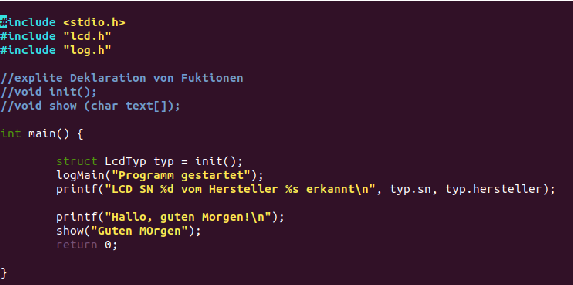 #include <stdio.h>
#include "lcd.h"
#include "log.h"
//explite Deklaration von Fuktionen
//void init();
//void show (char text[]);
int main() {
struct LcdTyp typ = init();
logMain("Programm gestartet");
printf("LCD SN %d vom Hersteller %s erkannt\n", typ.sn, typ.hersteller);
printf("Hallo, guten Morgen!\n");
show("Guten MOrgen");
return 0;
}